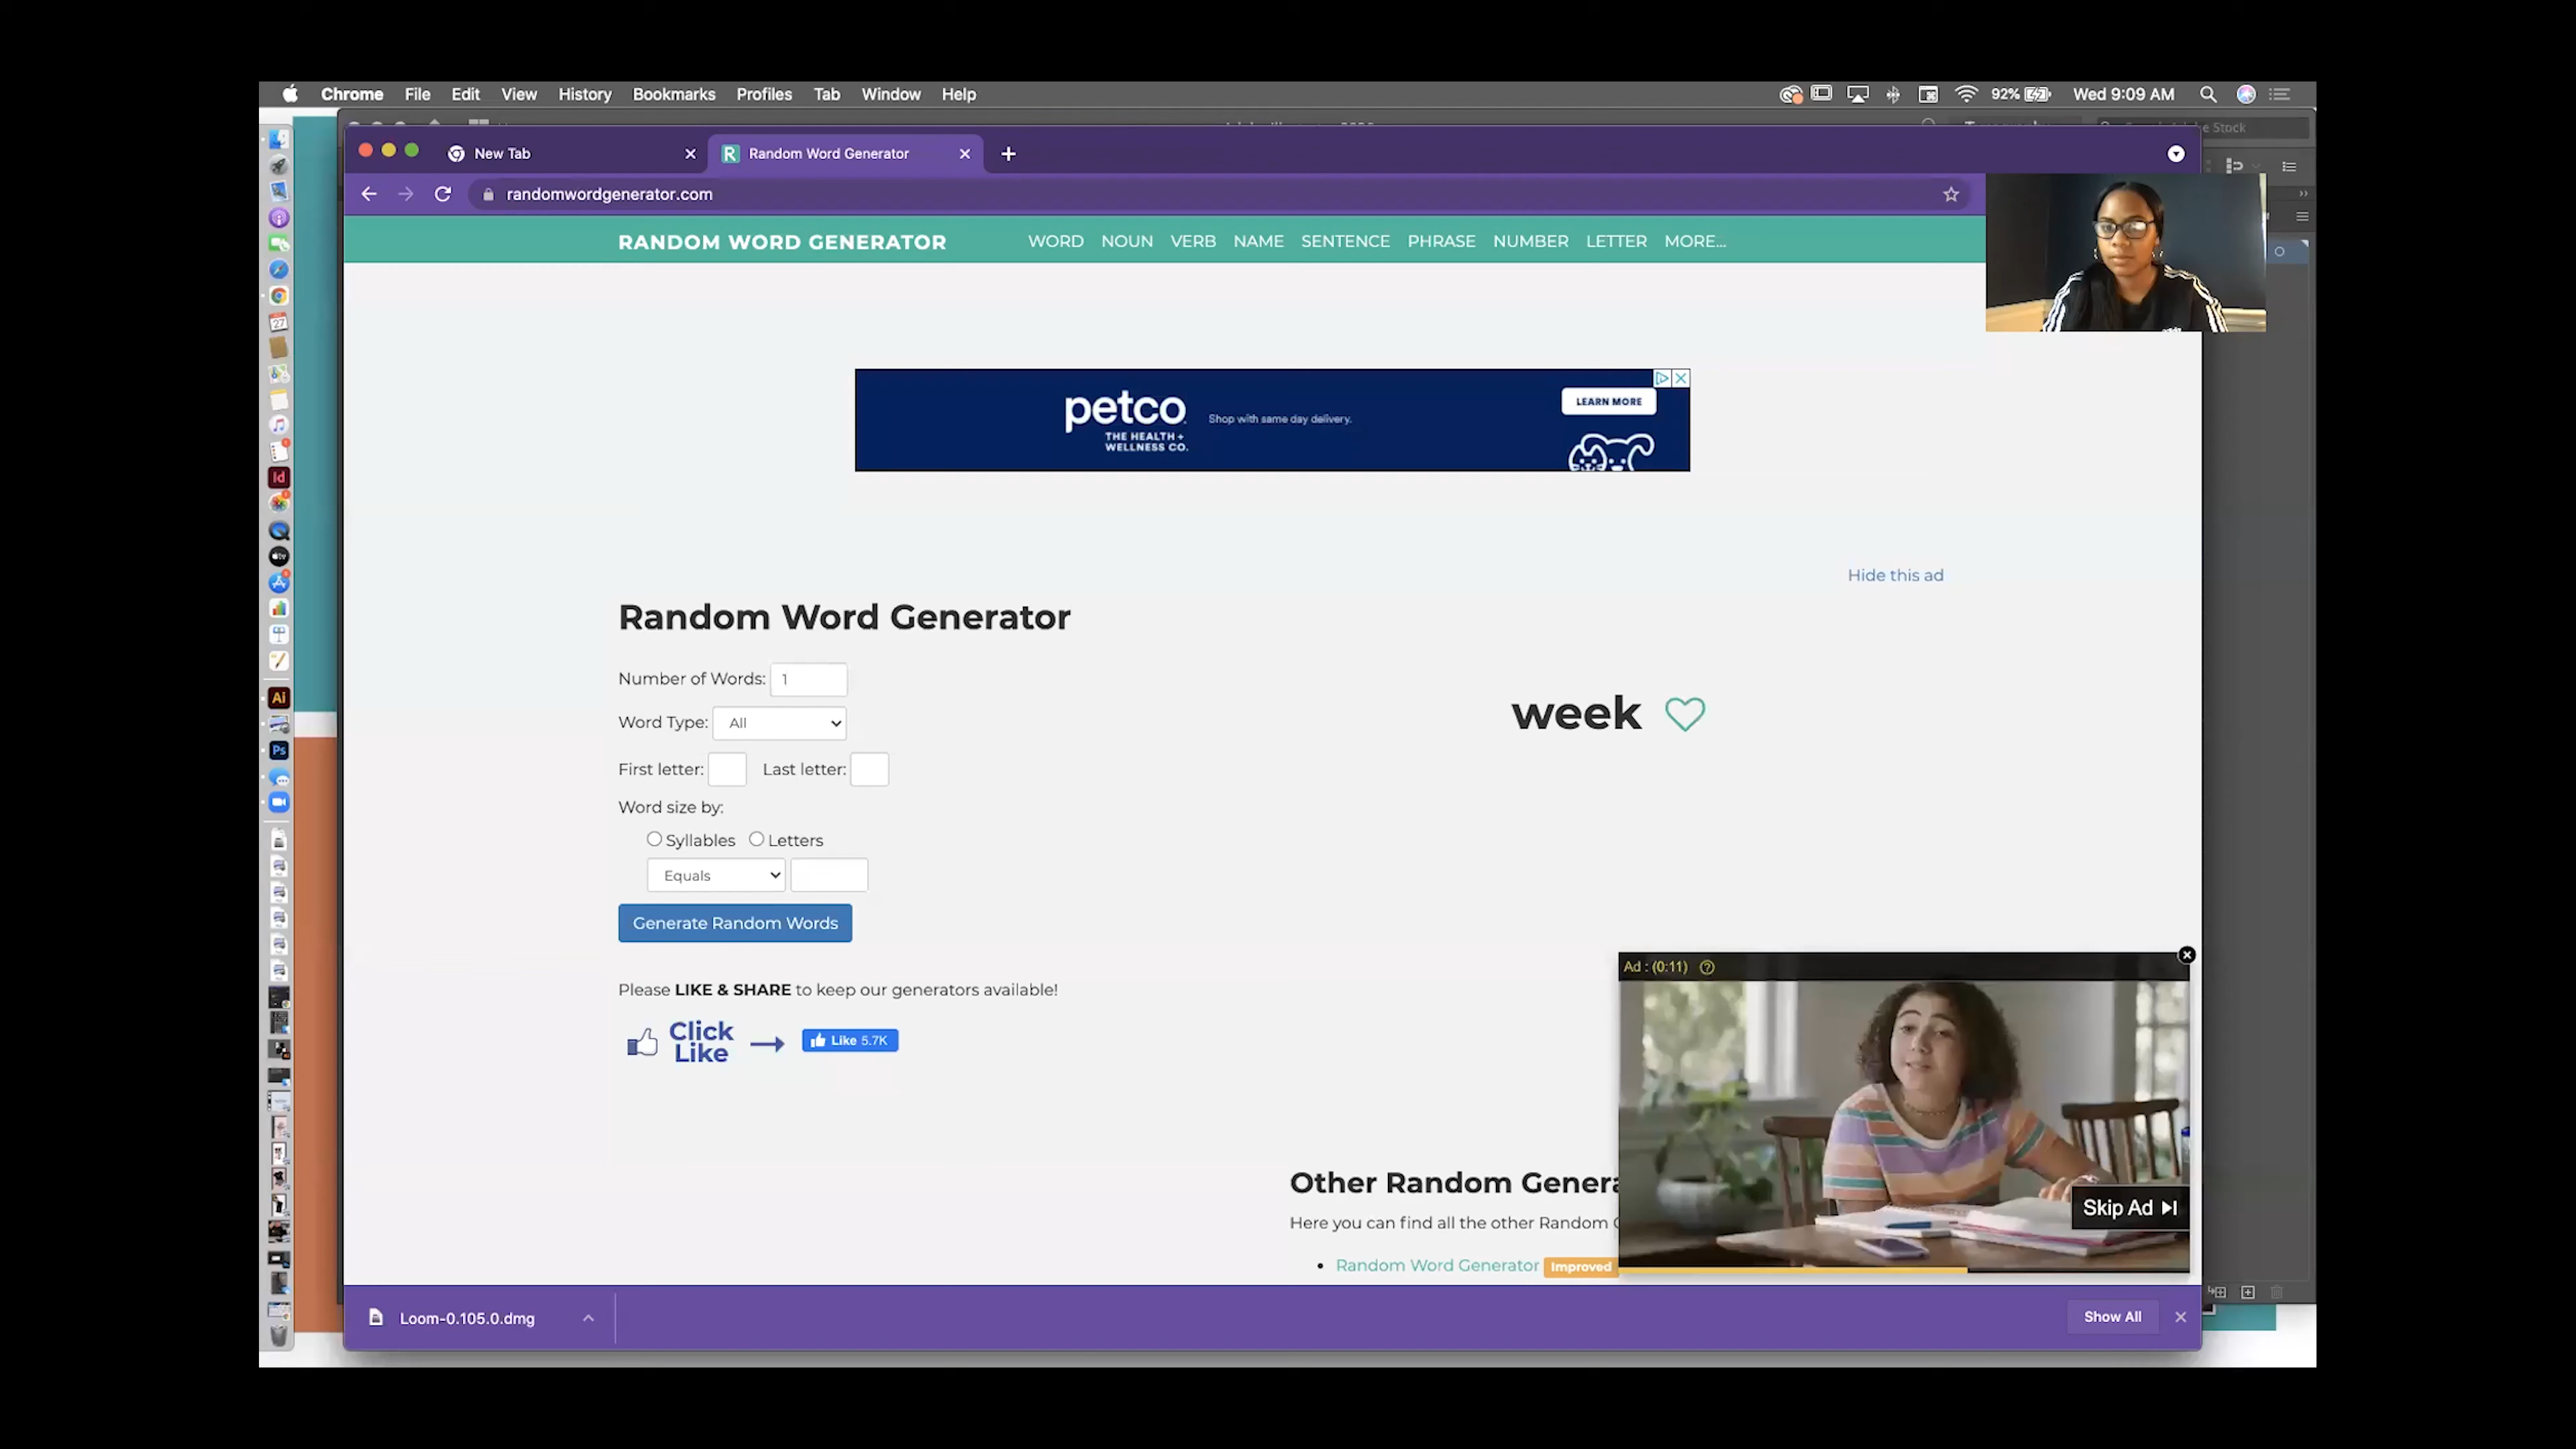 Chrome File Edit View History Bookmarks Profiles Tab Window Help 92% Wed 9:09 AM
New Tab Random Word Generator
randomwordgenerator.com
RANDOM WORD GENERATOR WORD NOUN VERB NAME SENTENCE PHRASE NUMBER LETTER MORE...
petco
THE HEALTH +
WELLNESS CO.
Shop with same day delivery.
LEARN MORE
Hide this ad
Random Word Generator
Number of Words: 1
Word Type: All
First letter: Last letter:
Word size by:
Syllables Letters
Equals
Generate Random Words
week
Please LIKE & SHARE to keep our generators available!
Click
Like
Like 5.7K
Ad : (0:11)
Skip Ad
Other Random Genera
Here you can find all the other Random
Random Word Generator Improved
Loom-0.105.0.dmg Show All
27
Id
Ai
Ps